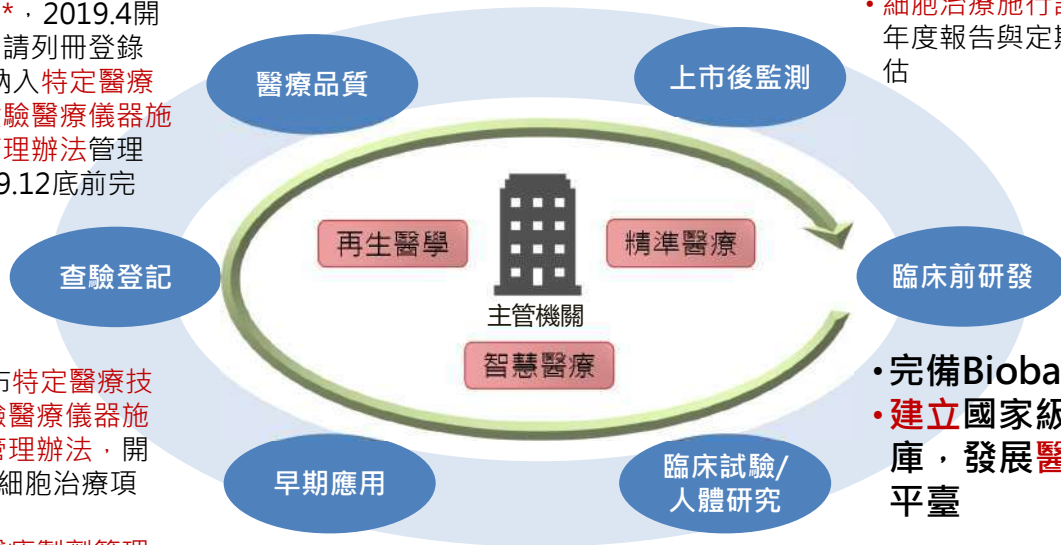 *，2019.4開
請列冊登錄
納入特定醫療
驗醫療儀器施
理辦法管理
9.12底前完
醫療品質
上市後監測
• 細胞治療施行
年度報告與定期
估
查驗登記
再生醫學
精準醫療
主管機關
智慧醫療
臨床前研發
特定醫療技
醫療儀器施
管理辦法，開
細胞治療項
早期應用
臨床試驗/
人體研究
•完備Bioba
•建立國家級
庫，發展醫
平臺